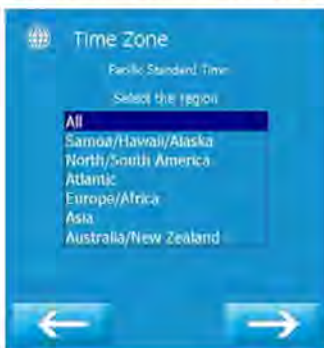 Time Zone
Pacific Standard Time
Select the region
All
Samoa/Hawaii/Alaska
North/South America
Atlantic
Europe/Africa
Asia
Australia/New Zealand